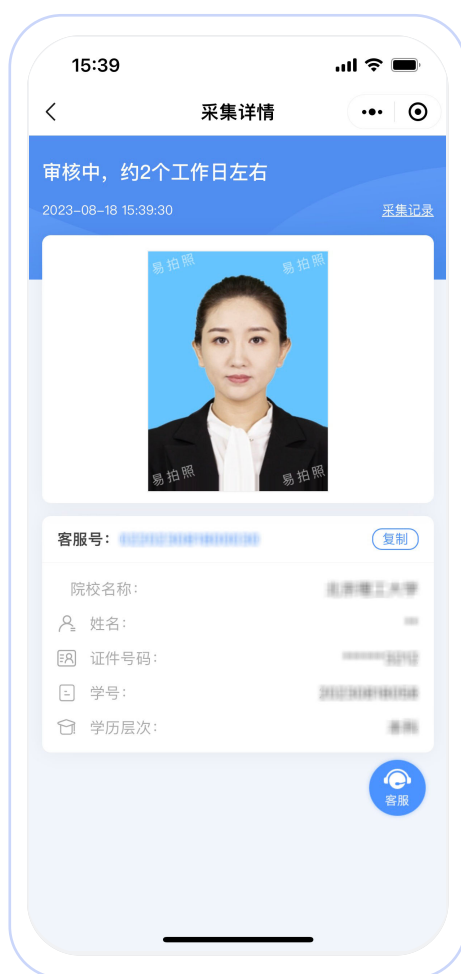 15:39
采集详情
审核中，约2个工作日左右
2023-08-18 15:39:30 采集记录
易拍照 易拍照
易拍照 易拍照
客服号： 复制
院校名称：
姓名：
证件号码：
学号：
学历层次：
客服